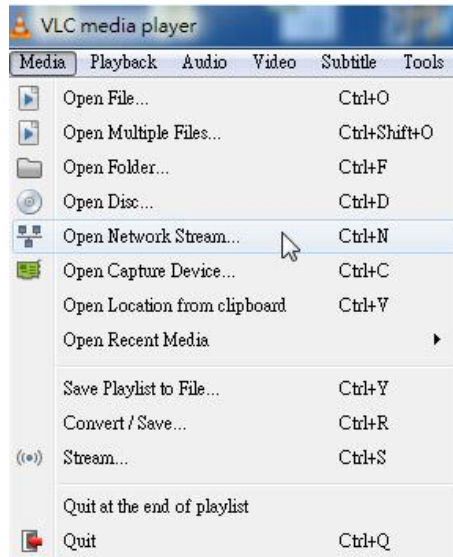 VLC media player
Media Playback Audio Video Subtitle Tools
Open File... Ctrl+O
Open Multiple Files... Ctrl+Shift+O
Open Folder... Ctrl+F
Open Disc... Ctrl+D
Open Network Stream... Ctrl+N
Open Capture Device... Ctrl+C
Open Location from clipboard Ctrl+V
Open Recent Media
Save Playlist to File... Ctrl+Y
Convert / Save... Ctrl+R
Stream... Ctrl+S
Quit at the end of playlist
Quit Ctrl+Q